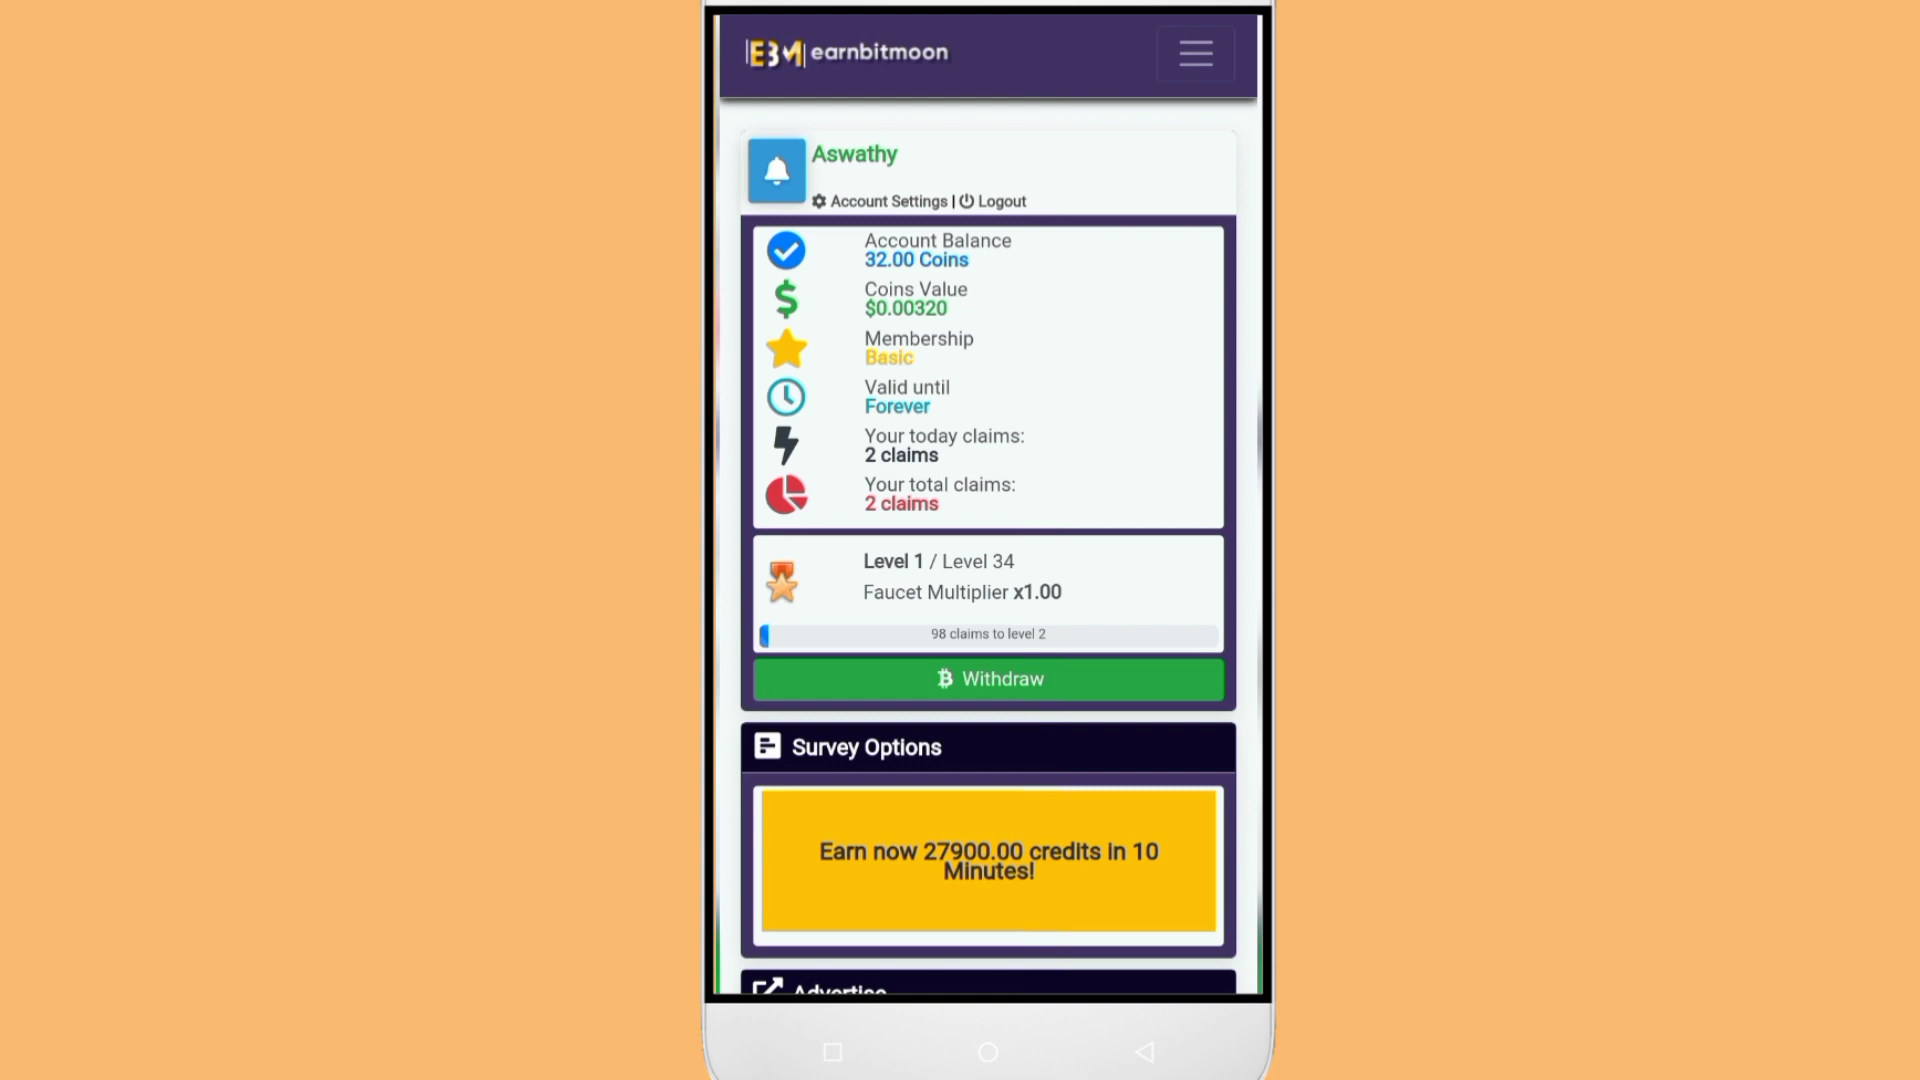 EBM earnbitmoon
Aswathy
Account Settings | Logout
Account Balance
32.00 Coins
Coins Value
$0.00320
Membership
Basic
Valid until
Forever
Your today claims:
2 claims
Your total claims:
2 claims
Level 1 / Level 34
Faucet Multiplier x1.00
98 claims to level 2
Withdraw
Survey Options
Earn now 27900.00 credits in 10
Minutes!
Advertise